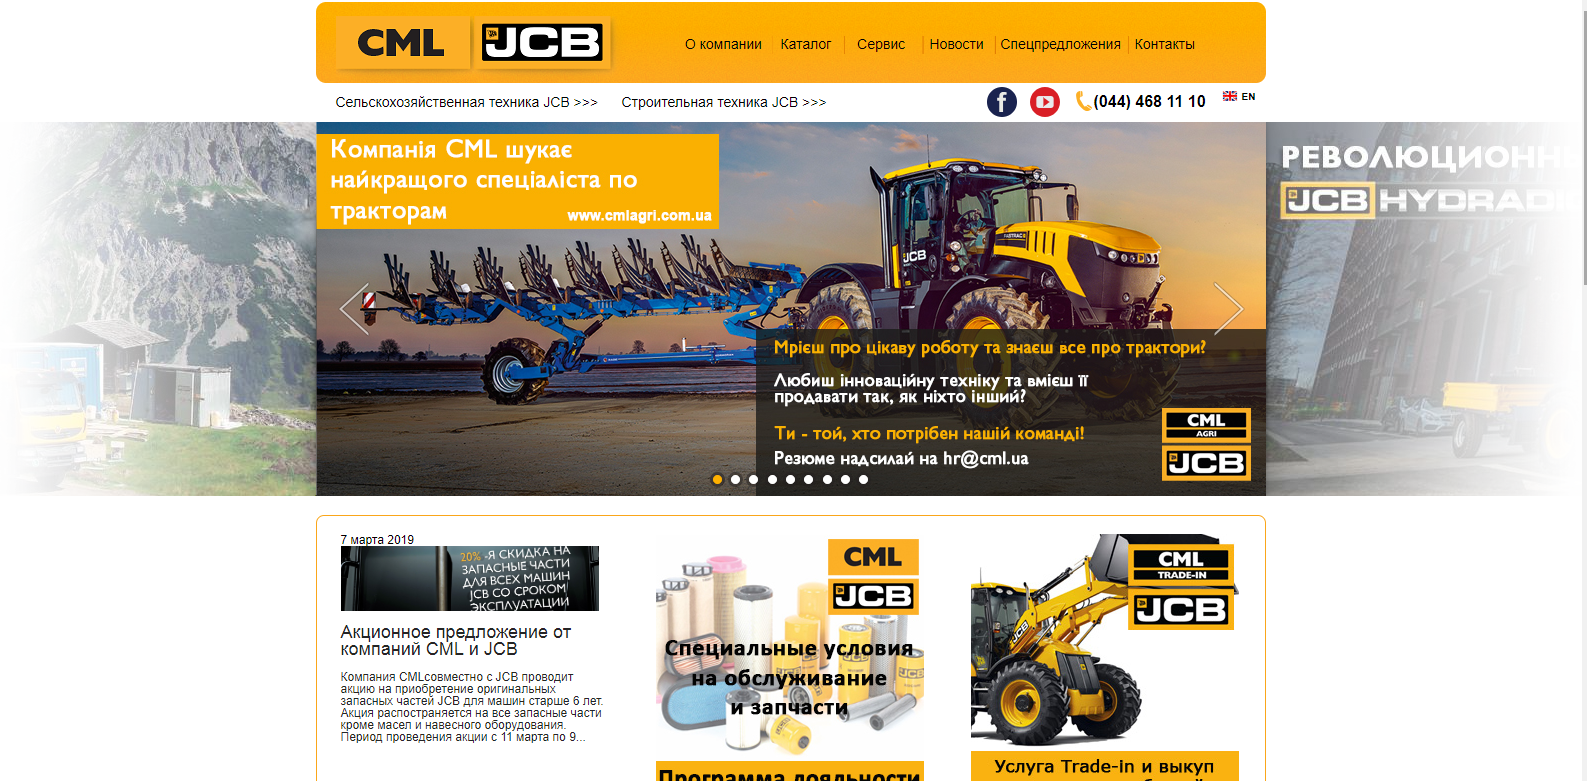 CML
JCB
О компании
Каталог
Сервис
Новости
Спецпредложения
Контакты
Сельскохозяйственная техника JCB >>>
Строительная техника JCB >>>
(044) 468 11 10
EN
Компанія CML шукає
найкращого спеціаліста по
тракторам
www.cmlagri.com.ua
FASTRAC
JCB
Мрієш про цікаву роботу та знаєш все про трактори?
Любиш інноваційну техніку та вмієш її
продавати так, як ніхто інший?
Ти - той, хто потрібен нашій команді!
Резюме надсилай на hr@cml.ua
CML
AGRI
JCB
РЕВОЛЮЦИОНН
JCB HYDRADI
7 марта 2019
20% -Я СКИДКА НА
ЗАПАСНЫЕ ЧАСТИ
ДЛЯ ВСЕХ МАШИН
JCB СО СРОКОМ
ЭКСПЛУАТАЦИИ
Акционное предложение от
компаний CML и JCB
Компания CMLсовместно с JCB проводит
акцию на приобретение оригинальных
запасных частей JCB для машин старше 6 лет.
Акция распостраняется на все запасные части
кроме масел и навесного оборудования.
Период проведения акции с 11 марта по 9...
CML
JCB
Специальные условия
на обслуживание
и запчасти
Программа лояльности
CML
TRADE-IN
JCB
JCB
Услуга Trade-in и выкуп